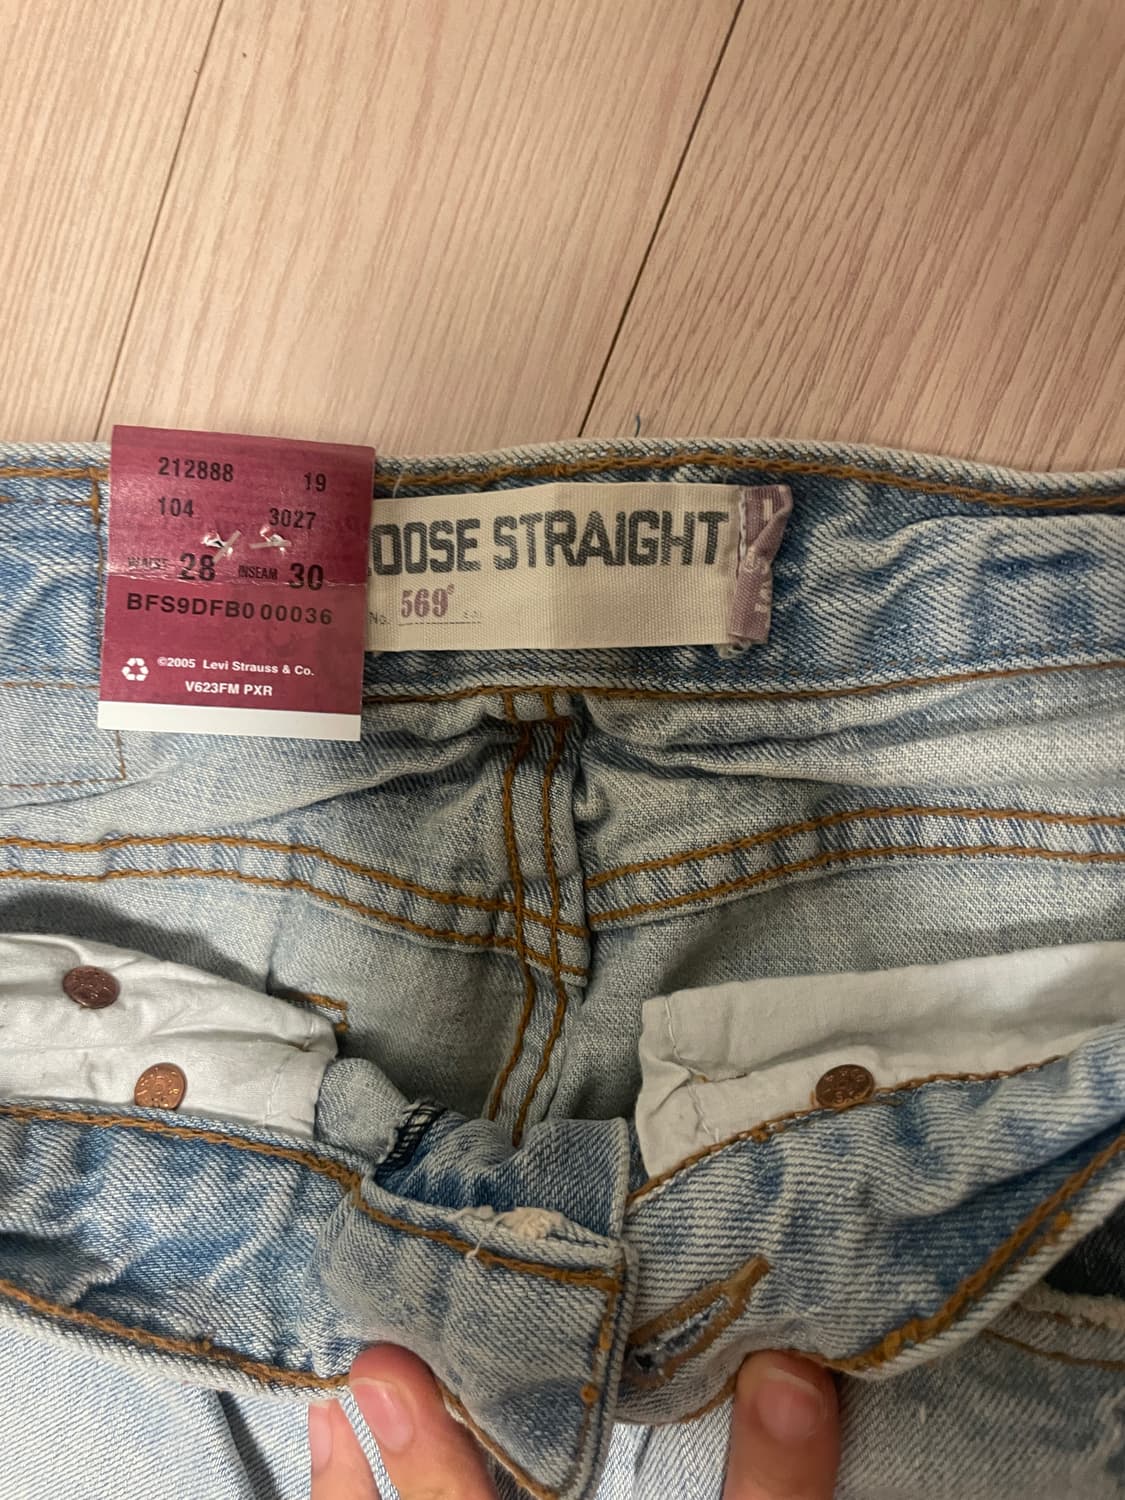 212888 19
104 3027
WAIST 28 INSEAM 30
BFS9DFB0 00036
©2005 Levi Strauss & Co.
V623FM PXR
OOSE STRAIGHT
No. 569®